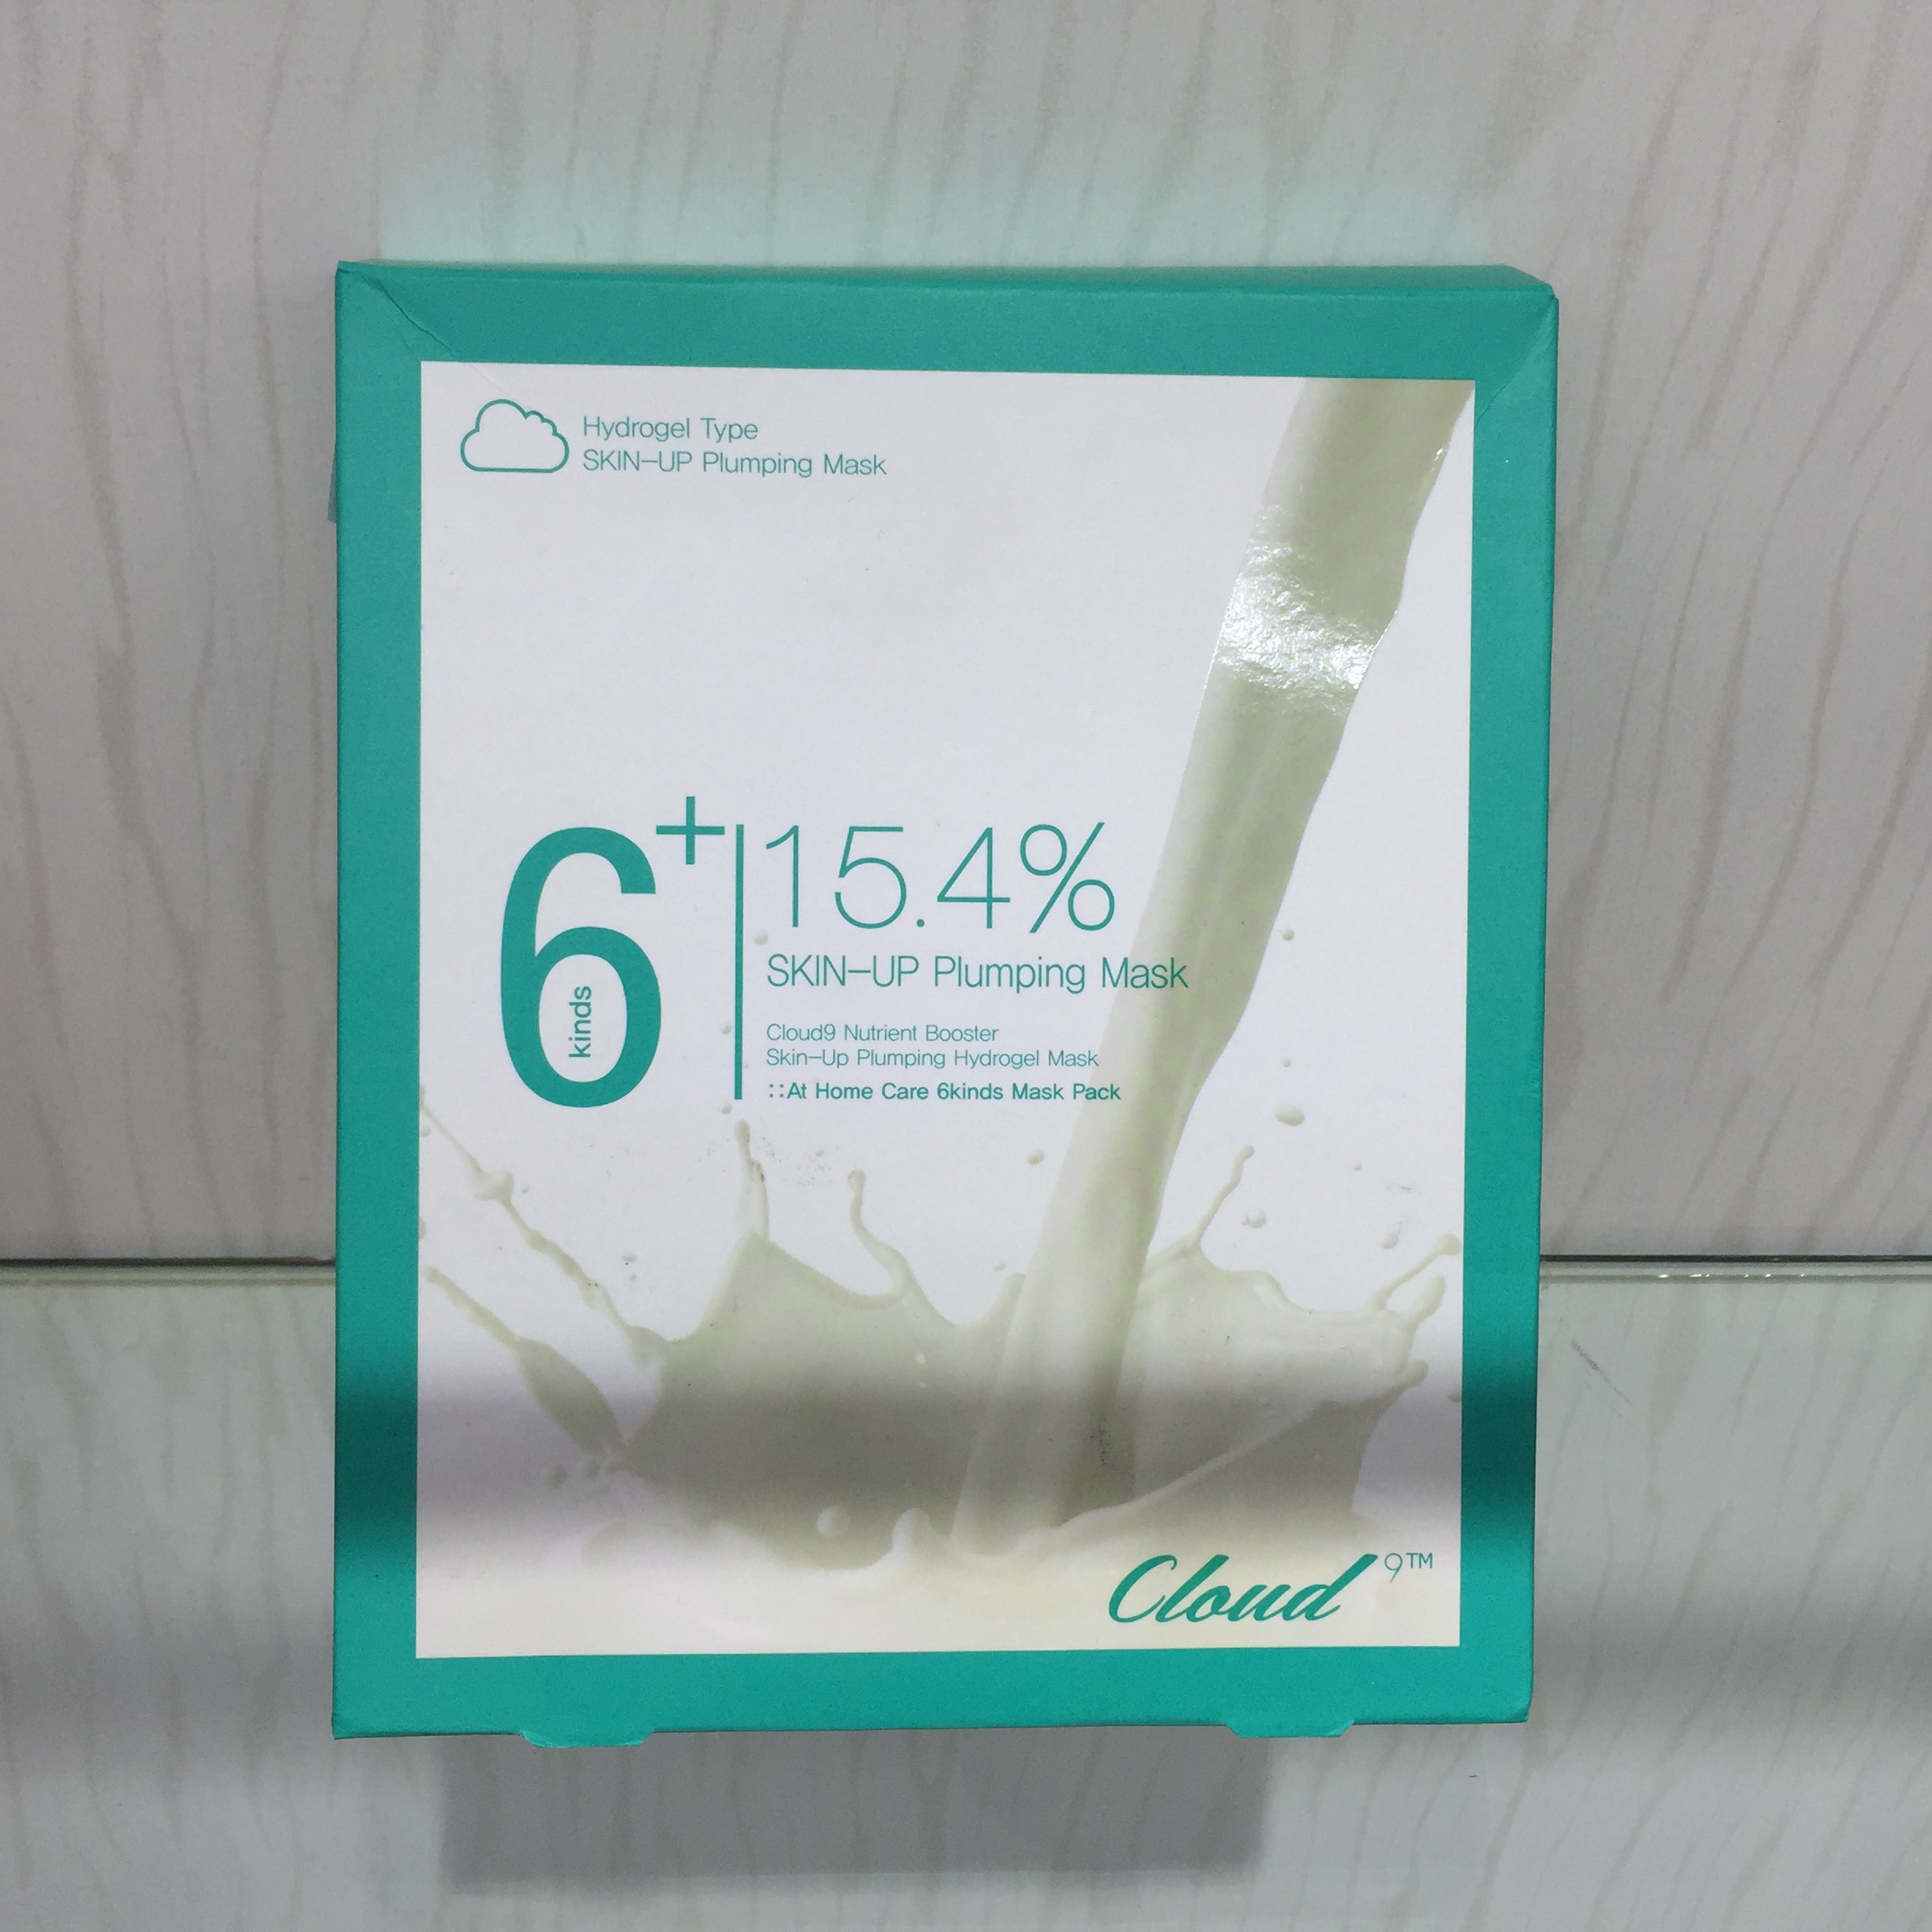 Hydrogel Type
SKIN-UP Plumping Mask
6+
kinds
15.4%
SKIN-UP Plumping Mask
Cloud9 Nutrient Booster
Skin-Up Plumping Hydrogel Mask
::At Home Care 6kinds Mask Pack
Cloud 9™